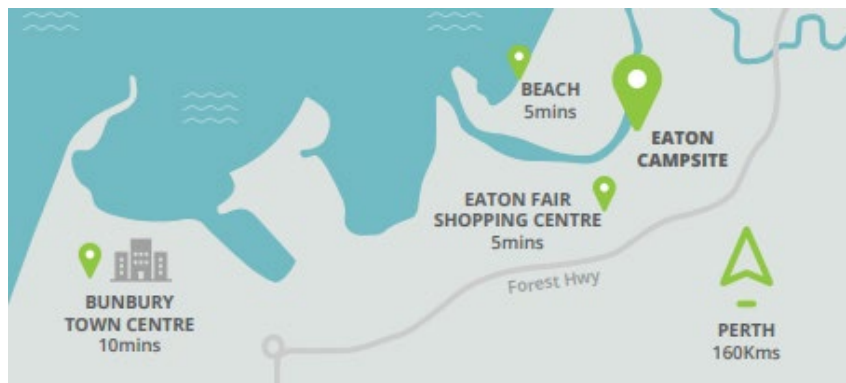 BEACH
5mins
EATON
CAMPSITE
EATON FAIR
SHOPPING CENTRE
5mins
Forest Hwy
BUNBURY
TOWN CENTRE
10mins
PERTH
160Kms